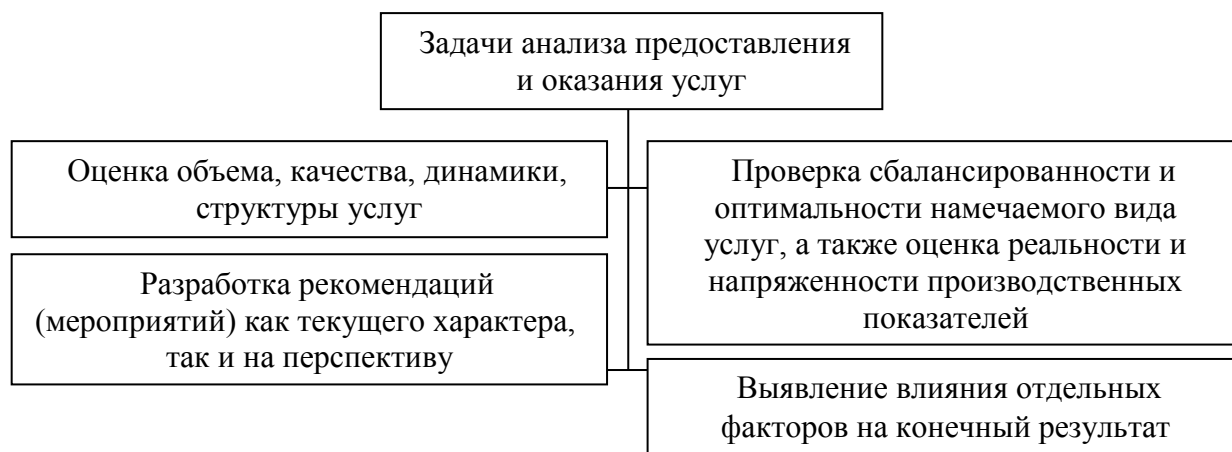 Задачи анализа предоставления
и оказания услуг
Оценка объема, качества, динамики,
структуры услуг
Проверка сбалансированности и
оптимальности намечаемого вида
услуг, а также оценка реальности и
напряженности производственных
показателей
Разработка рекомендаций
(мероприятий) как текущего характера,
так и на перспективу
Выявление влияния отдельных
факторов на конечный результат